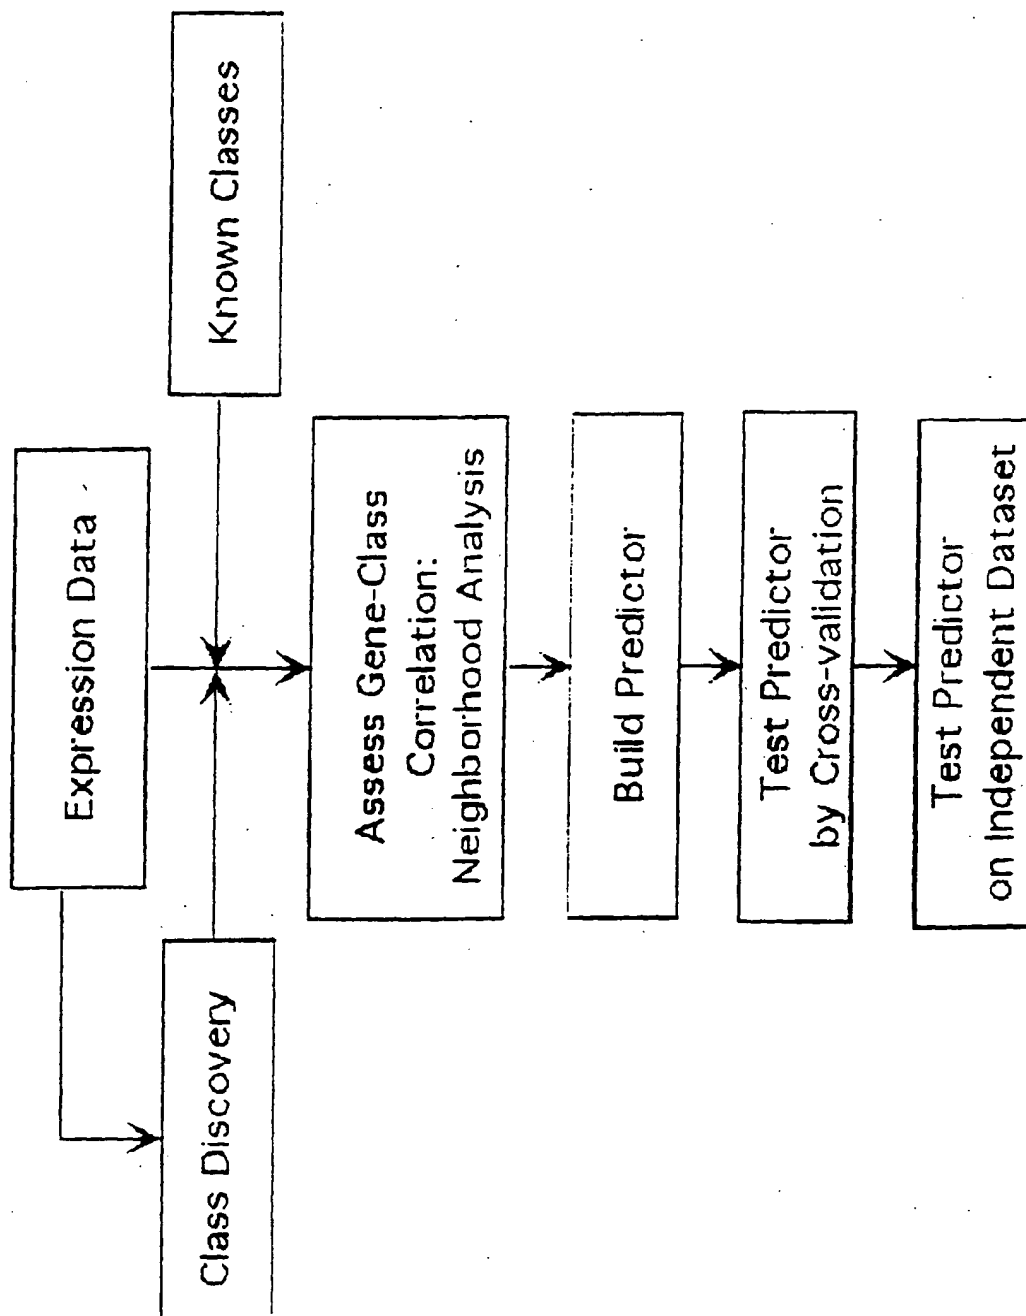 Expression Data
Class Discovery
Known Classes
Assess Gene-Class
Correlation:
Neighborhood Analysis
Build Predictor
Test Predictor
by Cross-validation
Test Predictor
on Independent Dataset